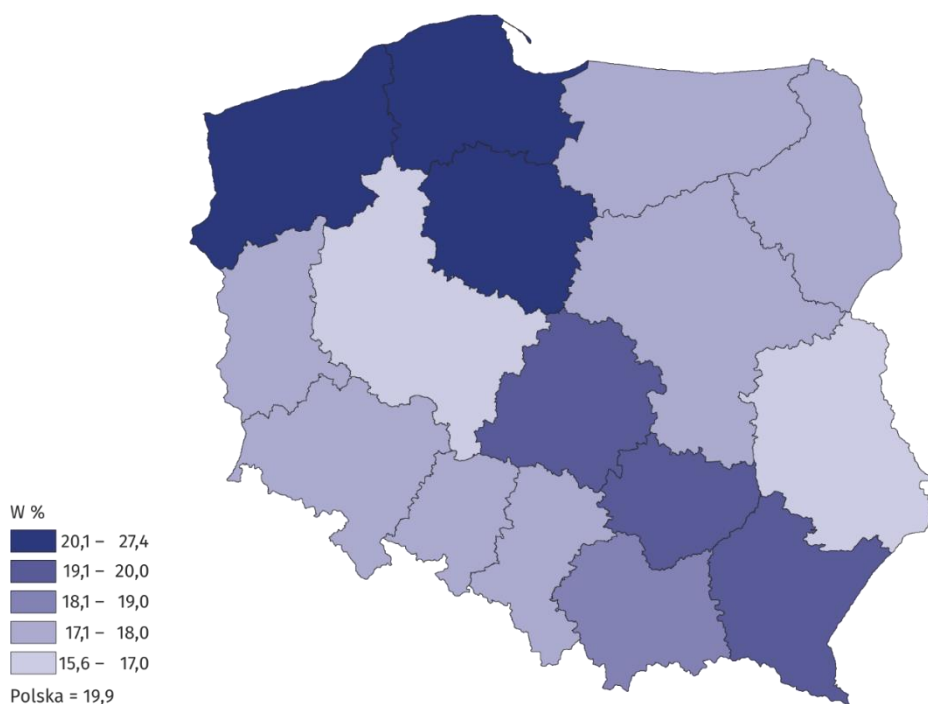 W %
20,1 – 27,4
19,1 – 20,0
18,1 – 19,0
17,1 – 18,0
15,6 – 17,0
Polska = 19,9